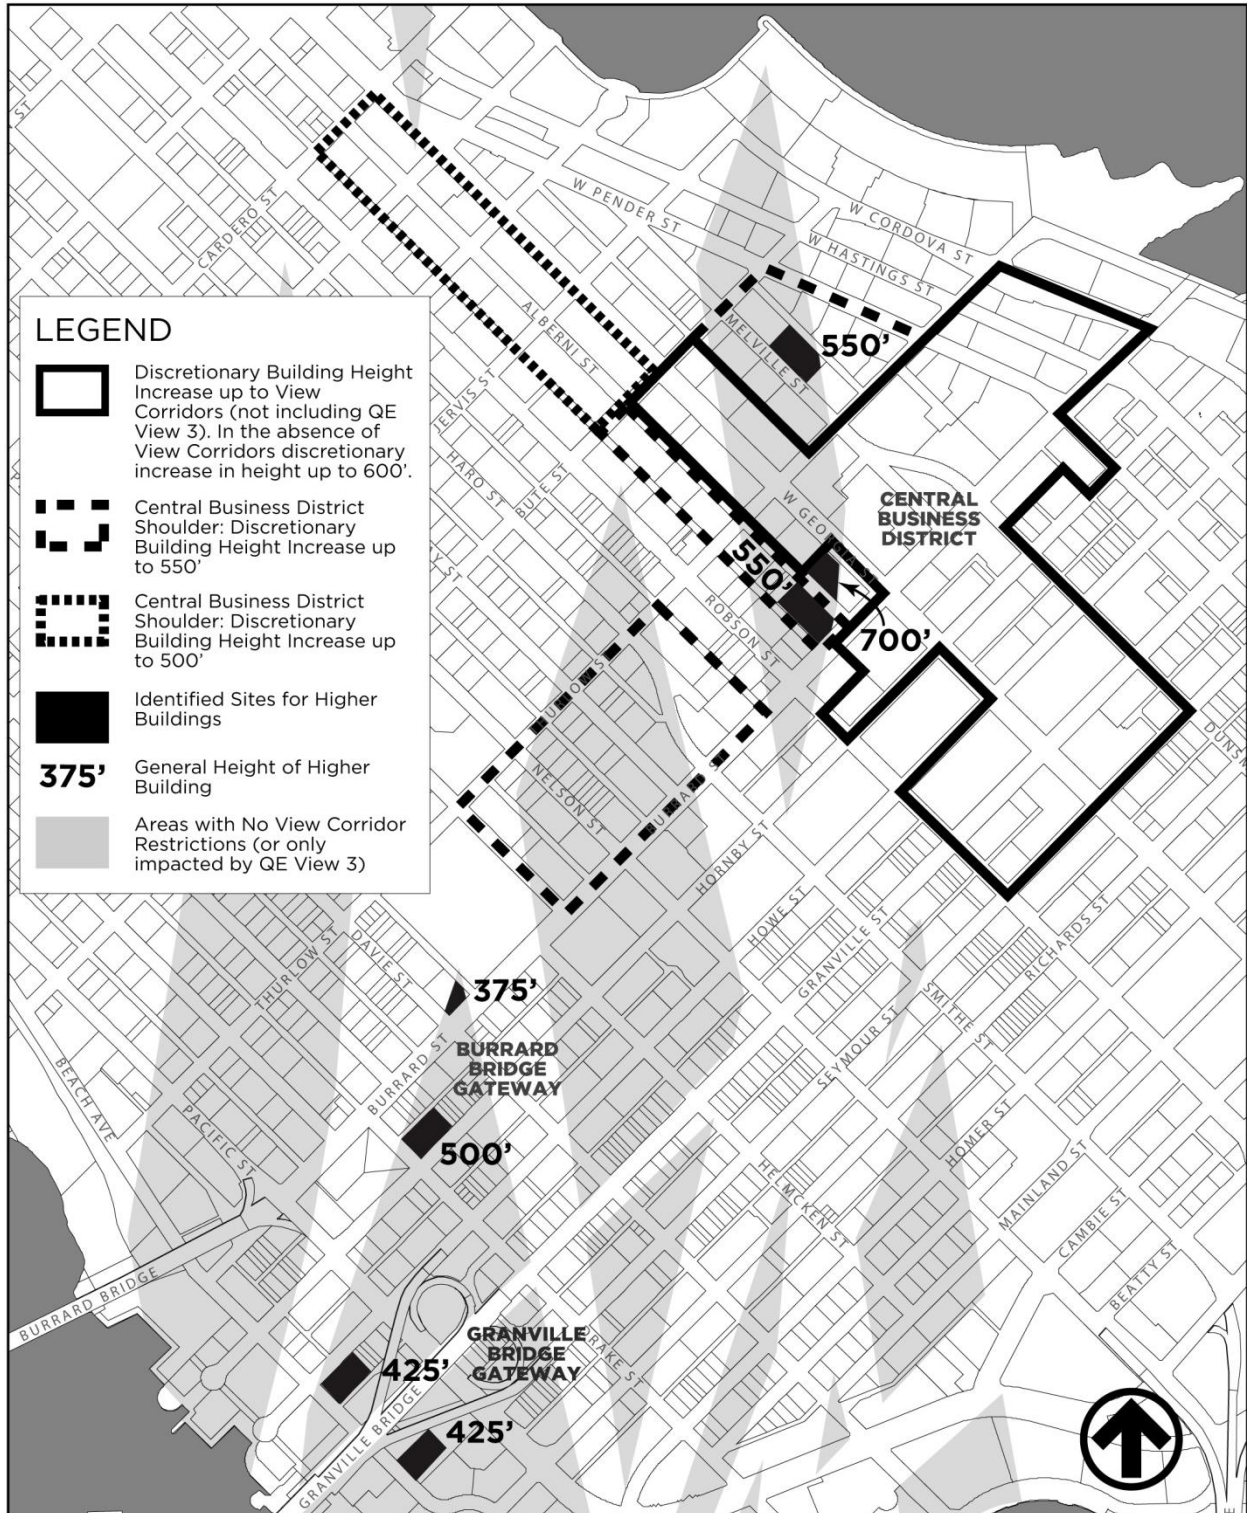 ST
CARDERO ST
W PENDER ST
W CORDOVA ST
W HASTINGS ST
ALBERNI ST
MELVILLE ST
550'
LEGEND
Discretionary Building Height
Increase up to View
Corridors (not including QE
View 3). In the absence of
View Corridors discretionary
increase in height up to 600'.
Central Business District
Shoulder: Discretionary
Building Height Increase up
to 550'
Central Business District
Shoulder: Discretionary
Building Height Increase up
to 500'
Identified Sites for Higher
Buildings
375'
General Height of Higher
Building
Areas with No View Corridor
Restrictions (or only
impacted by QE View 3)
ERVIS ST
HARO ST
BUTE S
AY ST
W GEORGIA ST
CENTRAL
BUSINESS
DISTRICT
550'
700'
ROBSON ST
NELSON ST
HORNBY ST
DUNSM
HOWE ST
GRANVILLE ST
RICHARDS ST
SMITHE ST
SEYMOUR ST
THURLOW ST
DAVIE ST
375'
BURRARD ST
BURRARD
BRIDGE
GATEWAY
500'
BEACH AVE
PACIFIC ST
HOMER ST
HELMCKEN ST
MAINLAND ST
CAMBIE ST
BEATTY ST
BURRARD BRIDGE
GRANVILLE
BRIDGE
GATEWAY
DRAKE ST
425'
425'
GRANVILLE BRIDGE